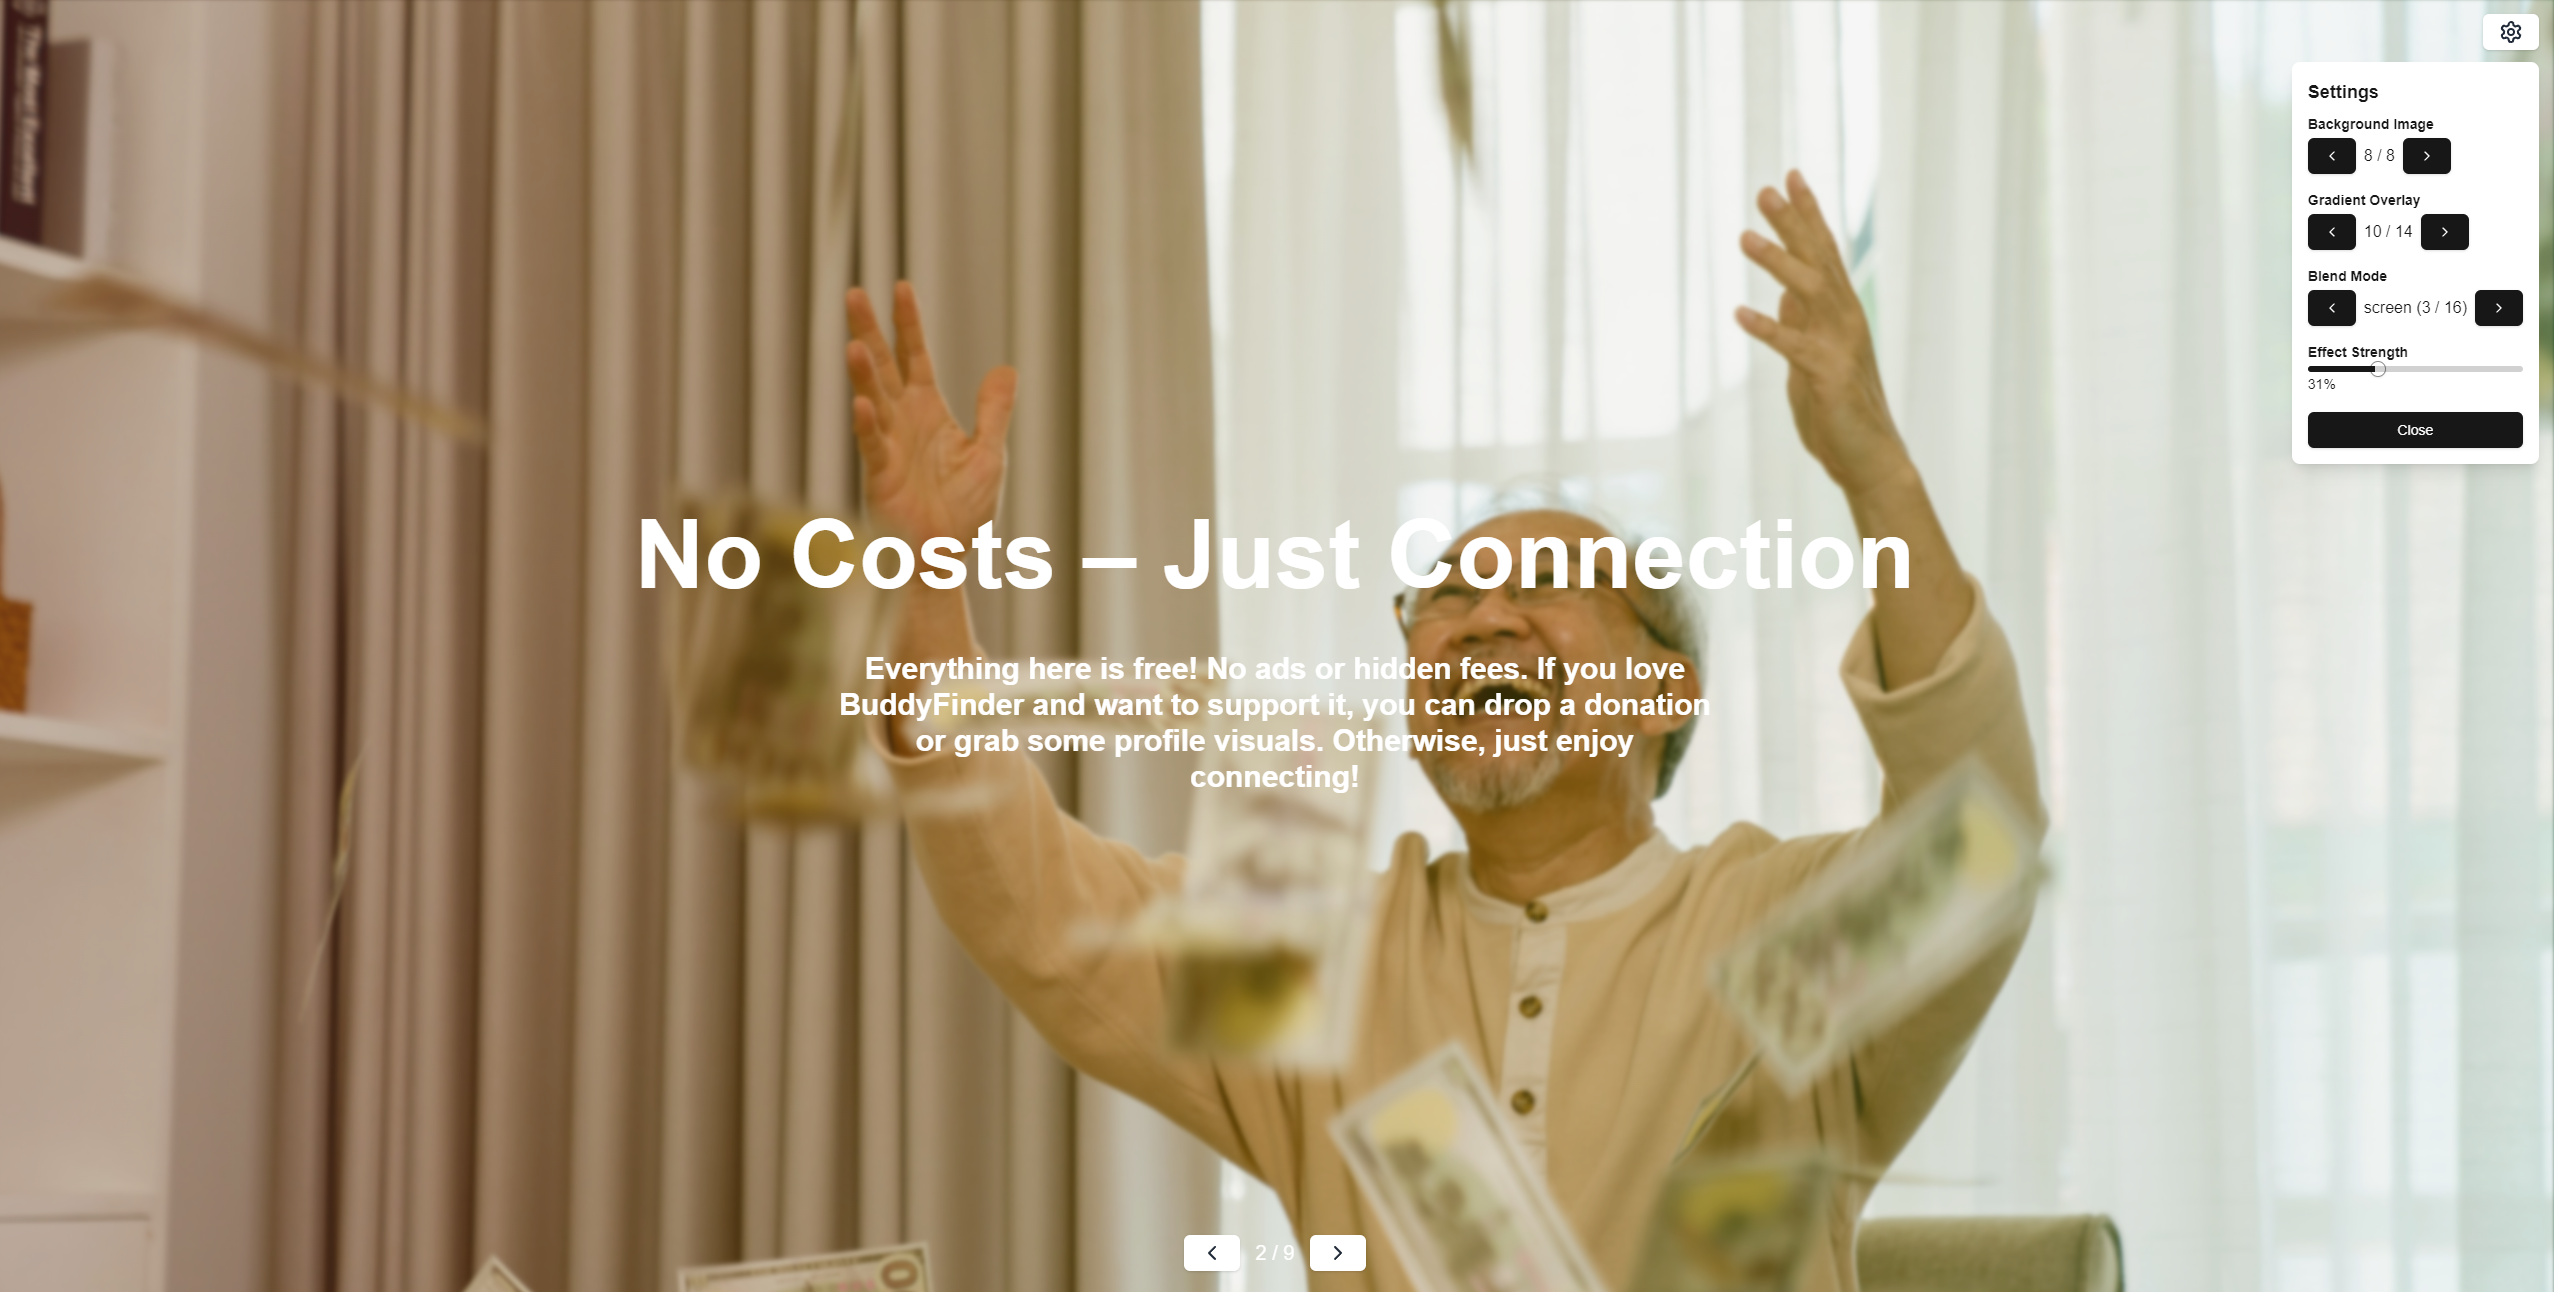 Settings
Background Image
8 / 8
Gradient Overlay
10 / 14
Blend Mode
screen (3 / 16)
Effect Strength
31%
Close
No Costs – Just Connection
Everything here is free! No ads or hidden fees. If you love
BuddyFinder and want to support it, you can drop a donation
or grab some profile visuals. Otherwise, just enjoy
connecting!
2 / 9